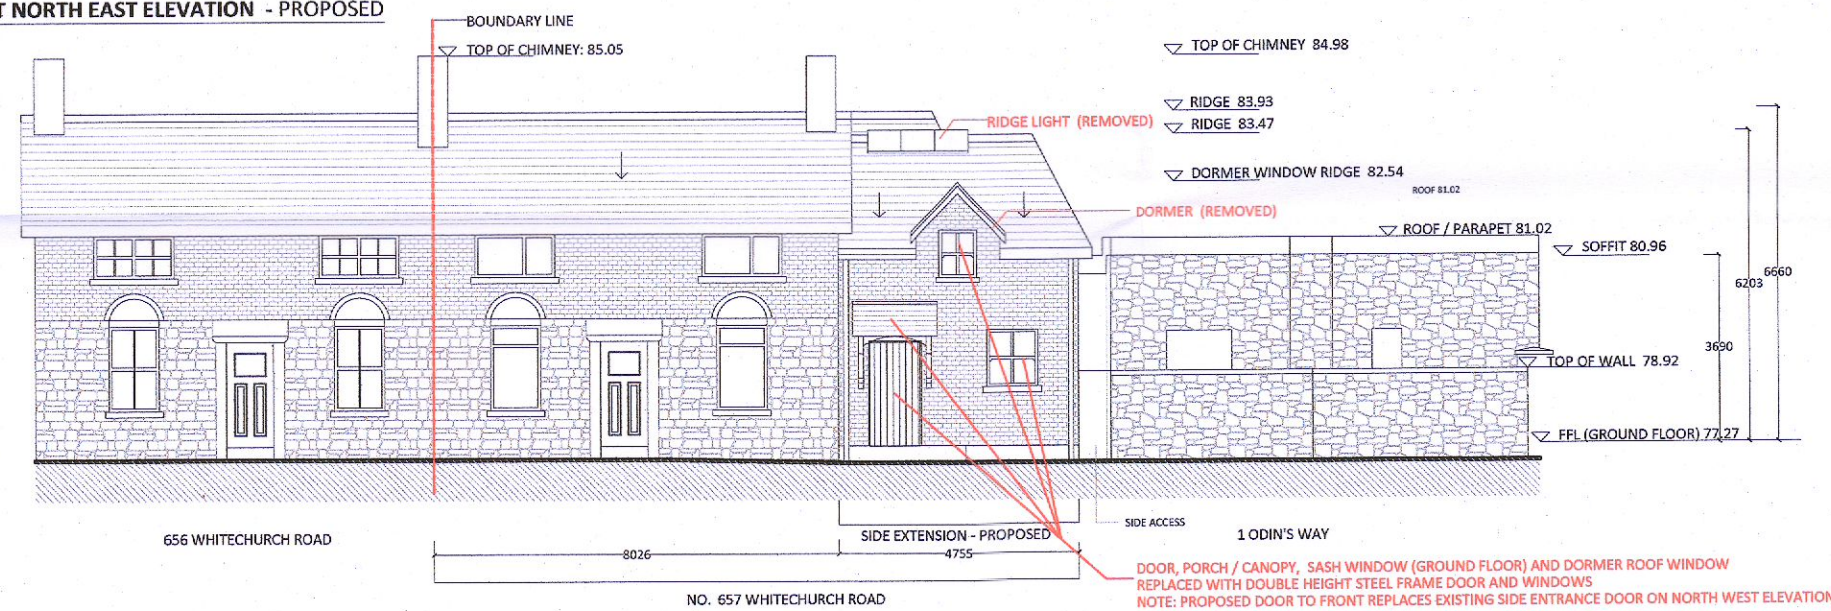 T NORTH EAST ELEVATION - PROPOSED
BOUNDARY LINE
TOP OF CHIMNEY: 85.05
TOP OF CHIMNEY 84.98
RIDGE 83.93
RIDGE LIGHT (REMOVED)
RIDGE 83.47
DORMER WINDOW RIDGE 82.54
ROOF 81.02
DORMER (REMOVED)
ROOF / PARAPET 81.02
SOFFIT 80.96
6660
6203
3690
TOP OF WALL 78.92
FFL (GROUND FLOOR) 77.27
SIDE ACCESS
656 WHITECHURCH ROAD
SIDE EXTENSION - PROPOSED
1 ODIN'S WAY
8026
4755
DOOR, PORCH / CANOPY, SASH WINDOW (GROUND FLOOR) AND DORMER ROOF WINDOW
REPLACED WITH DOUBLE HEIGHT STEEL FRAME DOOR AND WINDOWS
NOTE: PROPOSED DOOR TO FRONT REPLACES EXISTING SIDE ENTRANCE DOOR ON NORTH WEST ELEVATION
NO. 657 WHITECHURCH ROAD